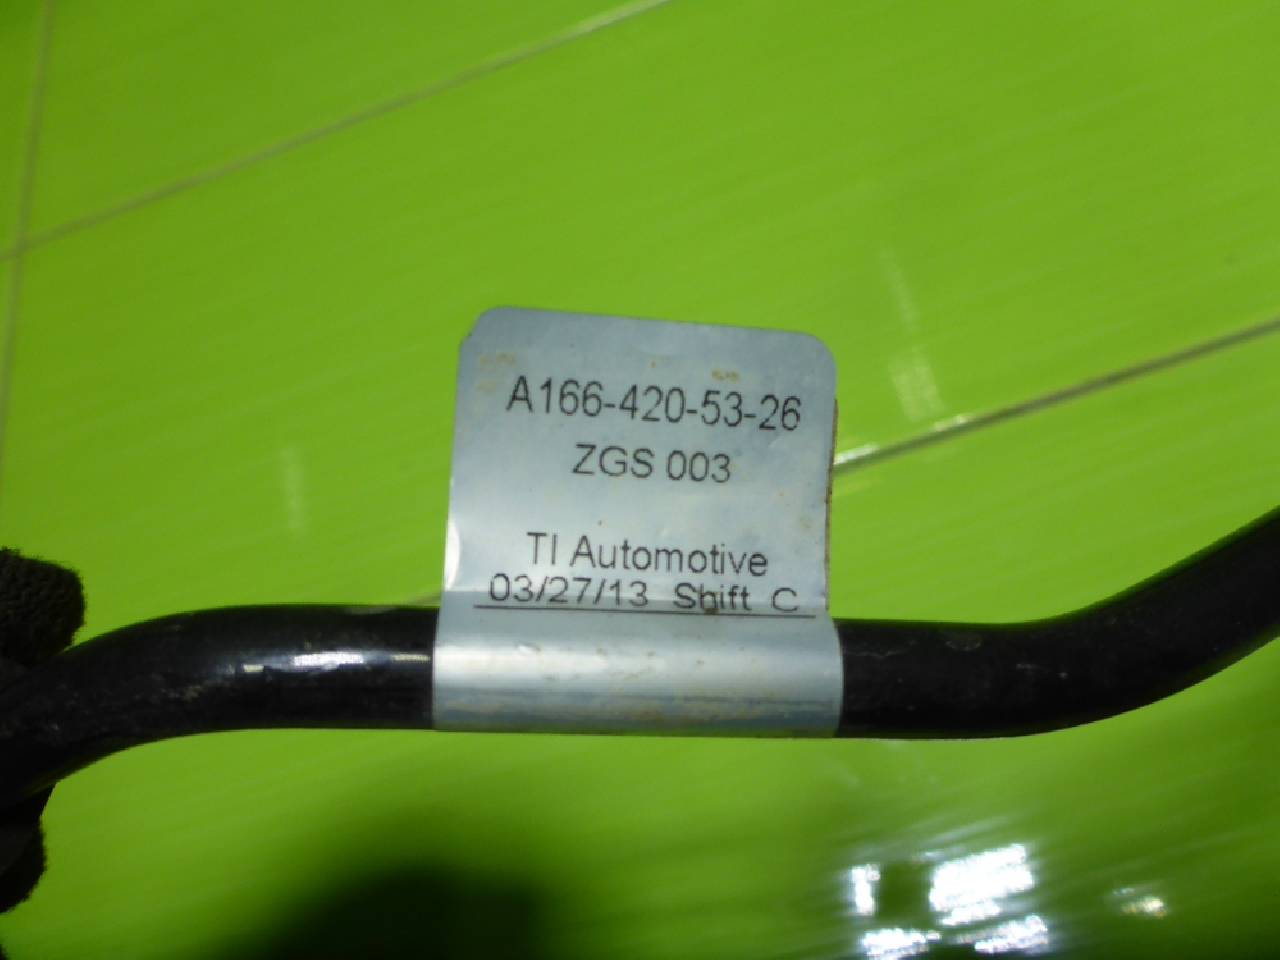 A166-420-53-26
ZGS 003
TI Automotive
03/27/13 Shift C